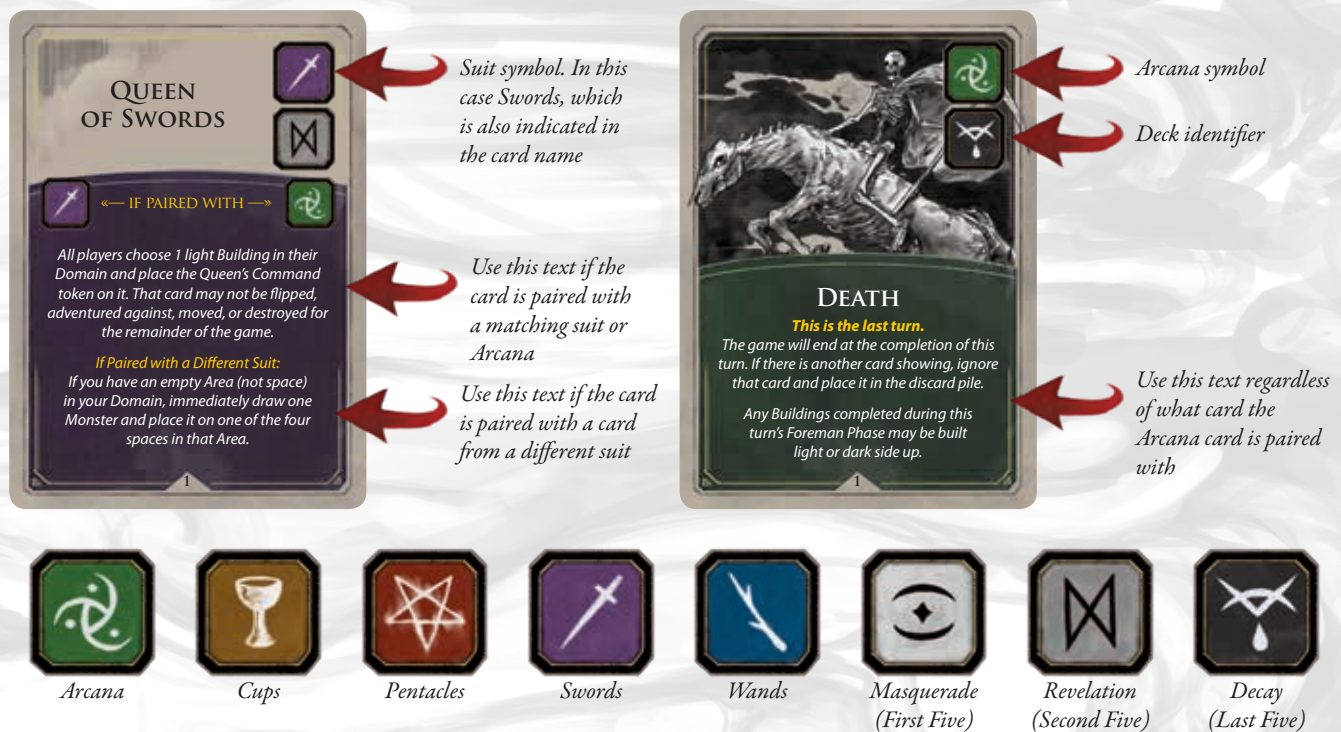 QUEEN
OF SWORDS
«— IF PAIRED WITH —»
All players choose 1 light Building in their
Domain and place the Queen's Command
token on it. That card may not be flipped,
adventured against, moved, or destroyed for
the remainder of the game.
If Paired with a Different Suit:
If you have an empty Area (not space)
in your Domain, immediately draw one
Monster and place it on one of the four
spaces in that Area.
1
Suit symbol. In this
case Swords, which
is also indicated in
the card name
Use this text if the
card is paired with
a matching suit or
Arcana
Use this text if the card
is paired with a card
from a different suit
DEATH
This is the last turn.
The game will end at the completion of this
turn. If there is another card showing, ignore
that card and place it in the discard pile.
Any Buildings completed during this
turn's Foreman Phase may be built
light or dark side up.
1
Arcana symbol
Deck identifier
Use this text regardless
of what card the
Arcana card is paired
with
Arcana
Cups
Pentacles
Swords
Wands
Masquerade
(First Five)
Revelation
(Second Five)
Decay
(Last Five)